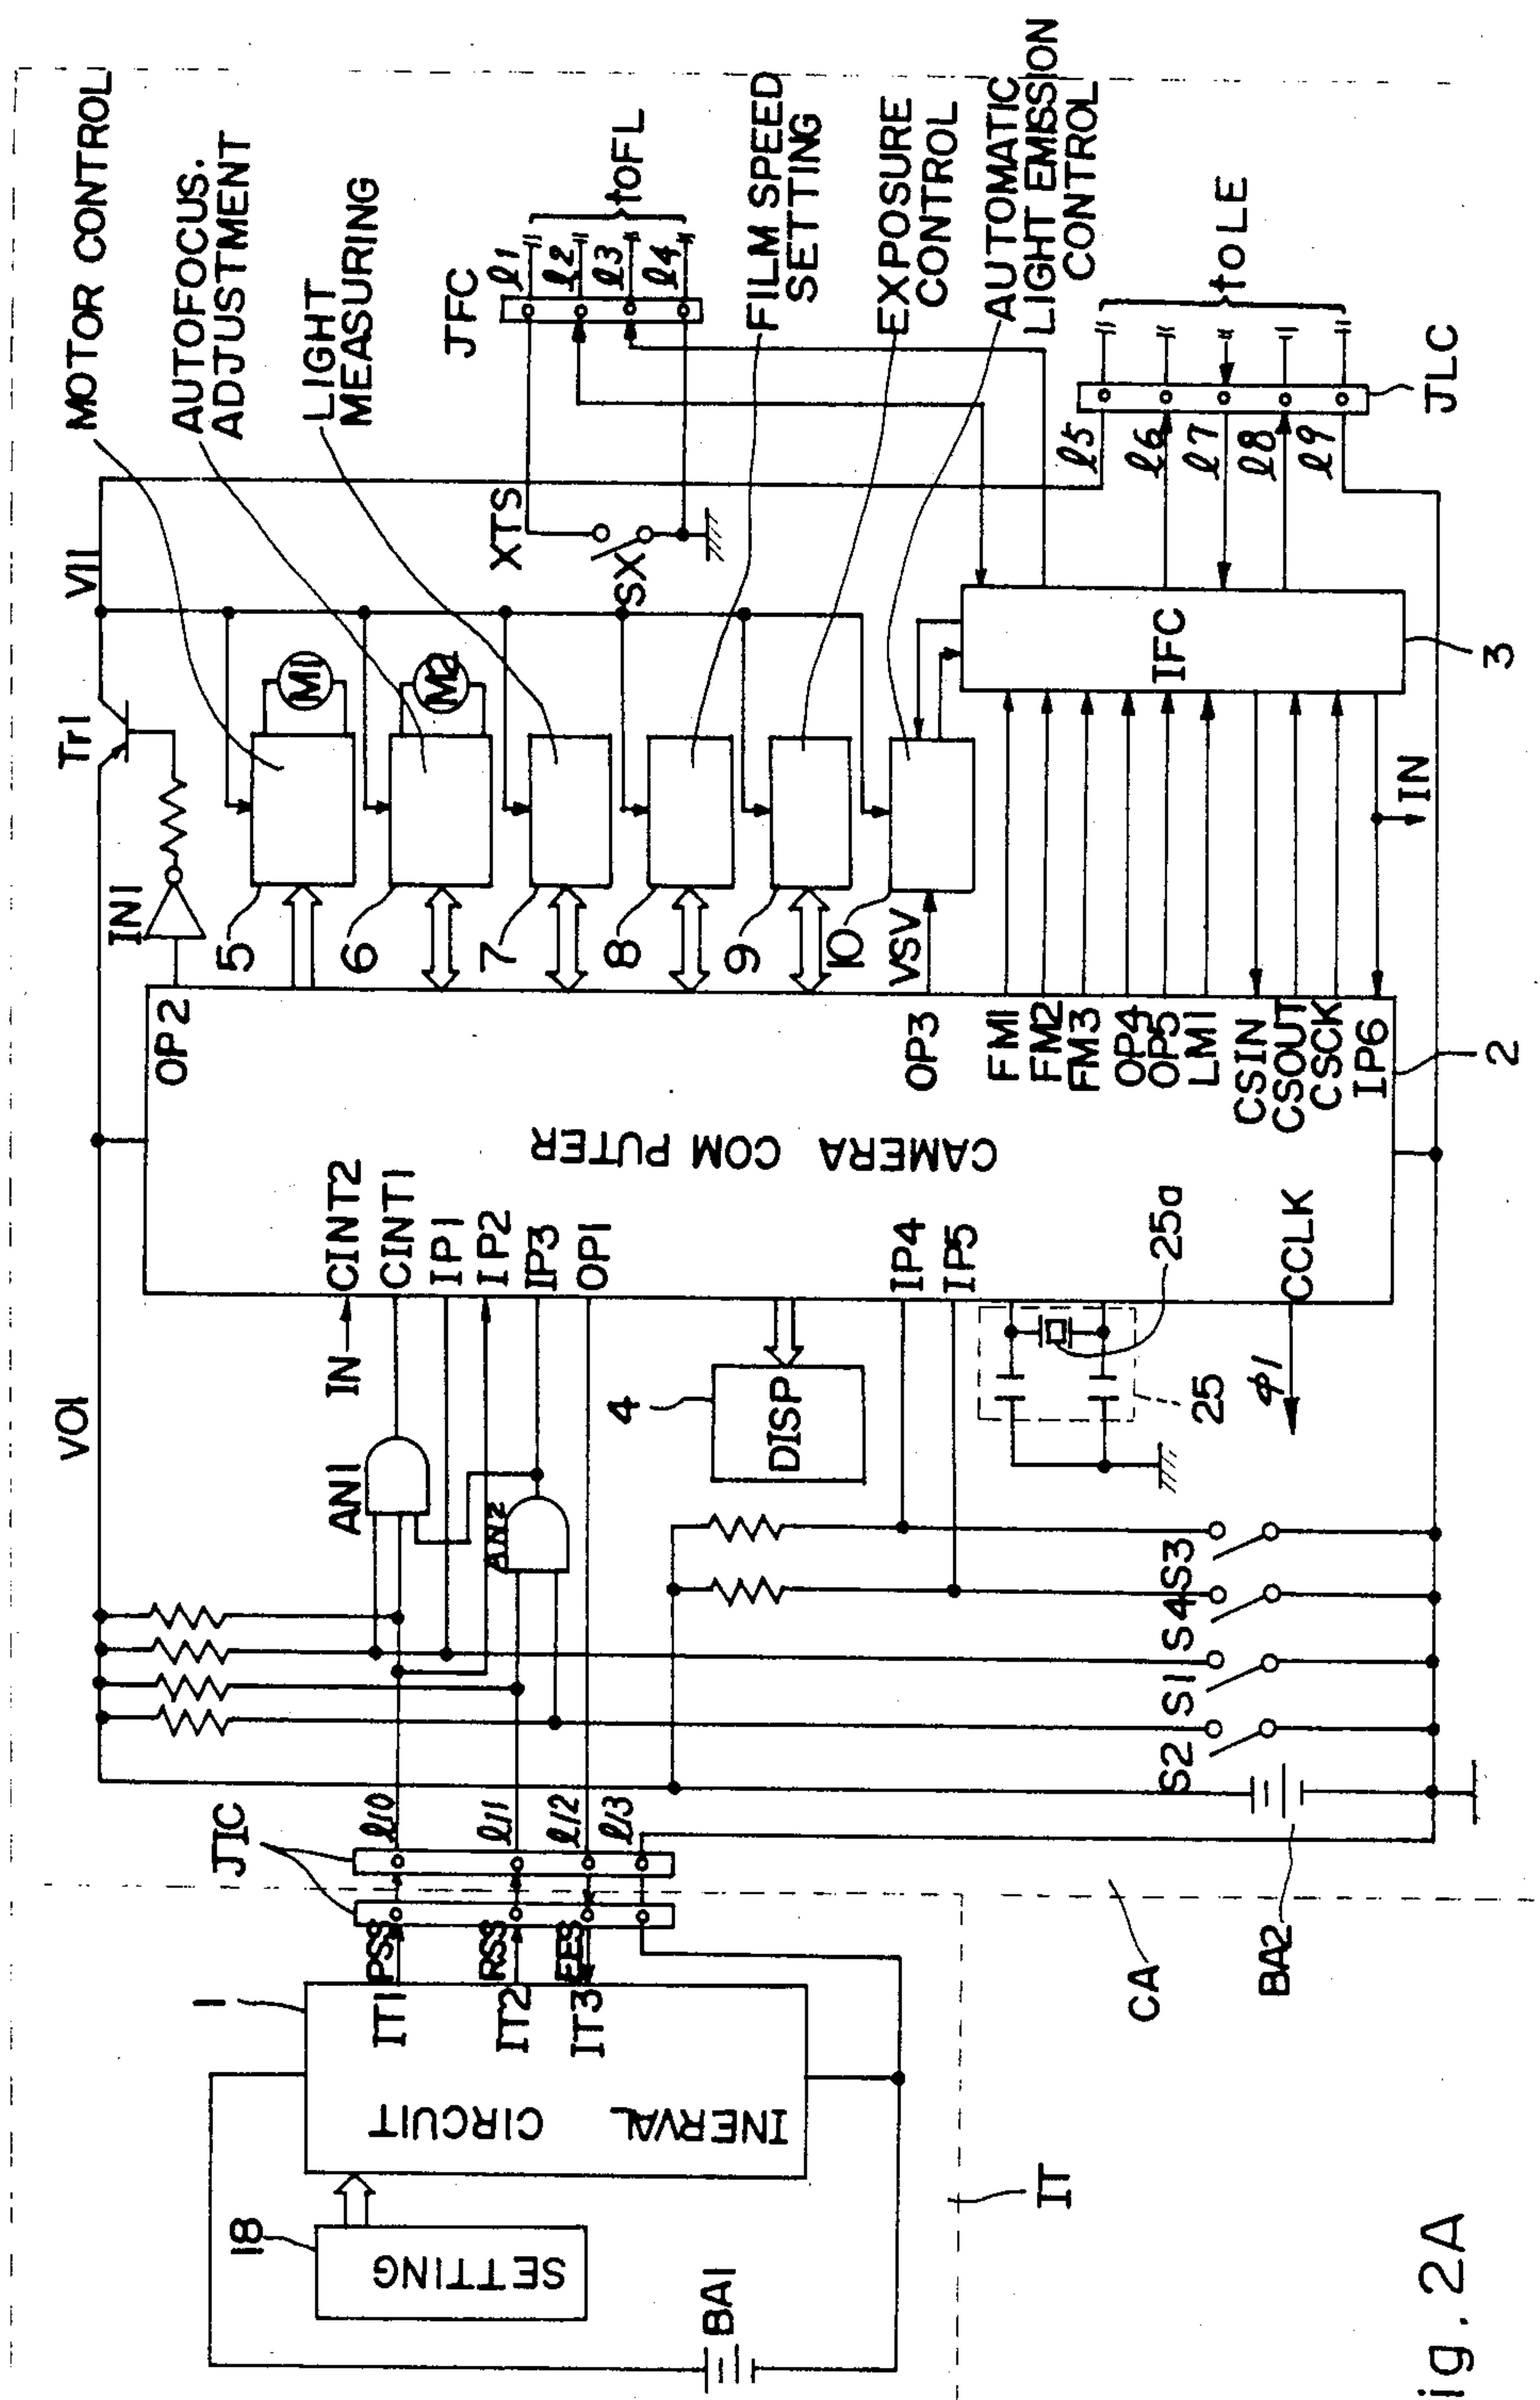 MOTOR CONTROL
AUTOFOCUS.
ADJUSTMENT
LIGHT
MEASURING
JFC
l1
l2
l3
l4
toFL
FILM SPEED
SETTING
EXPOSURE
CONTROL
AUTOMATIC
LIGHT EMISSION
CONTROL
toLE
JLC
l5
l6
l7
l8
l9
V11
XTS
SX
Tr1
M1
M2
IFC
3
IN
IN1
5
6
7
8
9
10
VSV
OP2
OP3
FM1
FM2
FM3
OP4
OP5
LM1
CSIN
CSOUT
CSCK
IP6
2
CAMERA COM PUTER
CINT2
CINT1
IP1
IP2
IP3
OP1
IP4
IP5
25a
CCLK
VO1
IN
AN1
AN2
4
DISP
25
φ1
S3
S4
S1
S2
JIC
l10
l11
l12
l13
PSS
RSS
EES
IT1
IT2
IT3
1
INERVAL
CIRCUIT
CA
BA2
18
SETTING
IT
BA1
ig. 2A